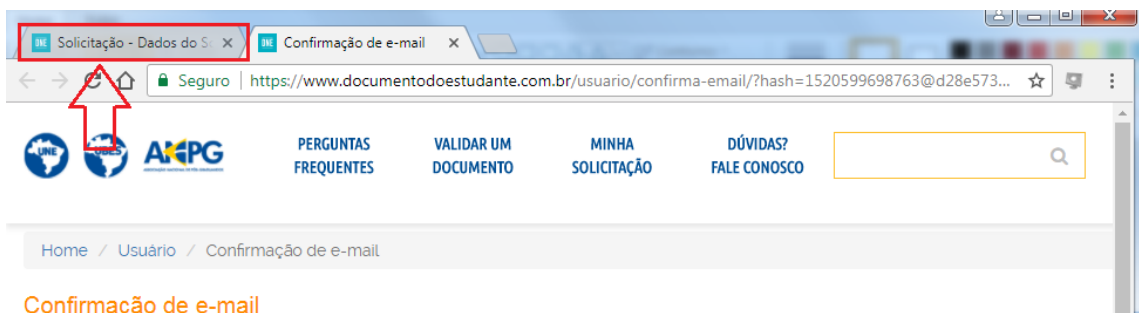 UNE Solicitação - Dados do S
UNE Confirmação de e-mail
Seguro | https://www.documentodoestudante.com.br/usuario/confirma-email/?hash=1520599698763@d28e573...
UNE UBES ANPG
PERGUNTAS
FREQUENTES
VALIDAR UM
DOCUMENTO
MINHA
SOLICITAÇÃO
DÚVIDAS?
FALE CONOSCO
Home / Usuário / Confirmação de e-mail
Confirmação de e-mail